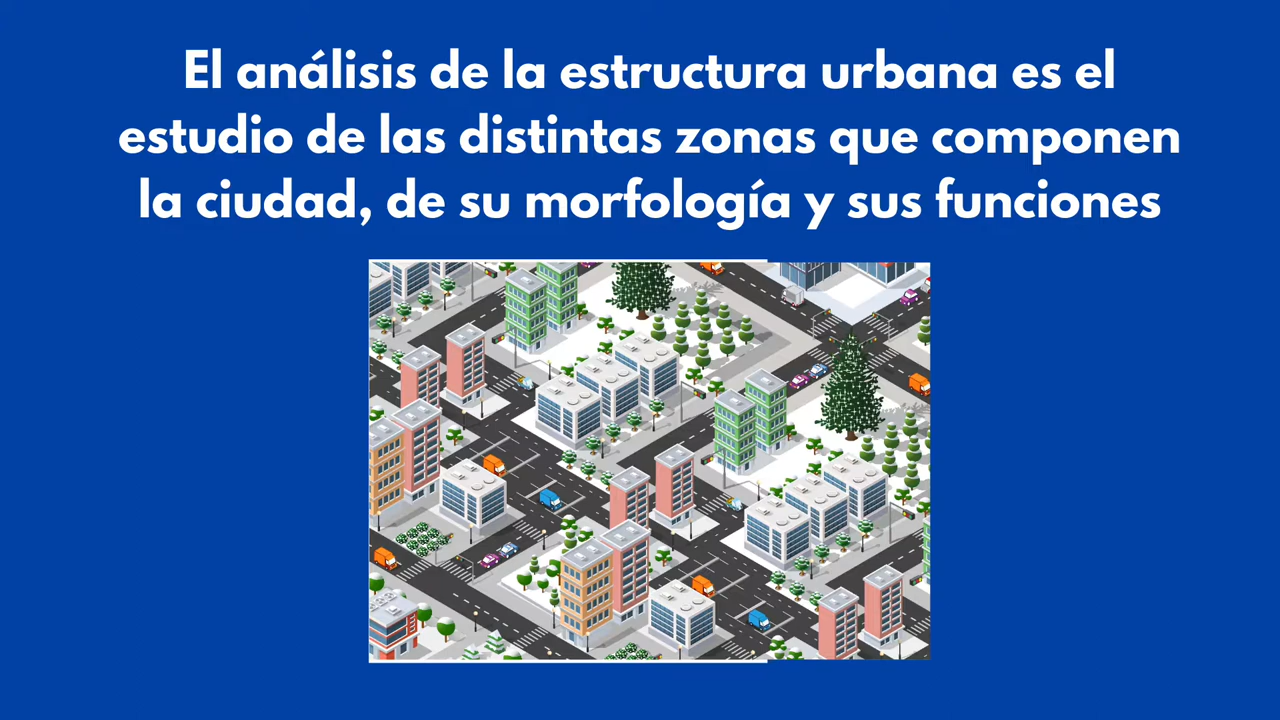 El análisis de la estructura urbana es el
estudio de las distintas zonas que componen
la ciudad, de su morfología y sus funciones